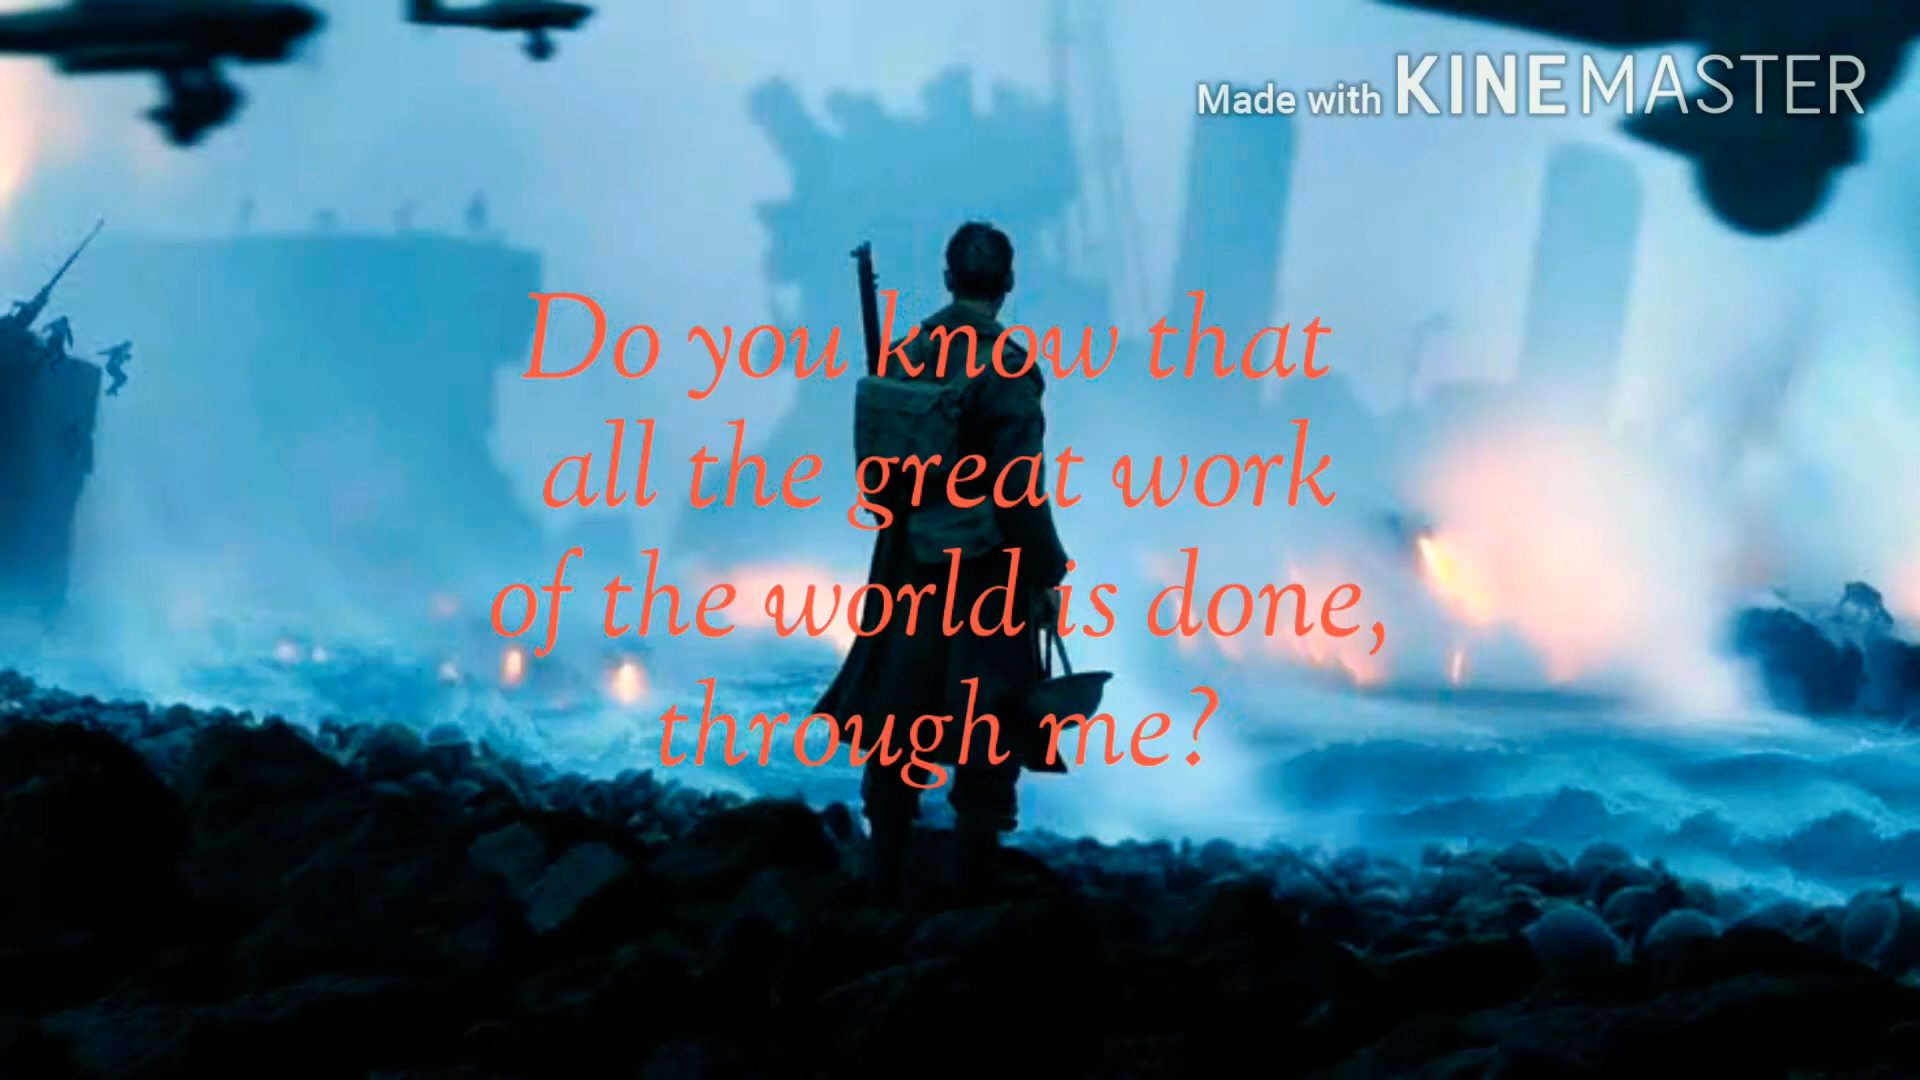 Made with KINEMASTER
Do you know that
all the great work
of the world is done,
through me?